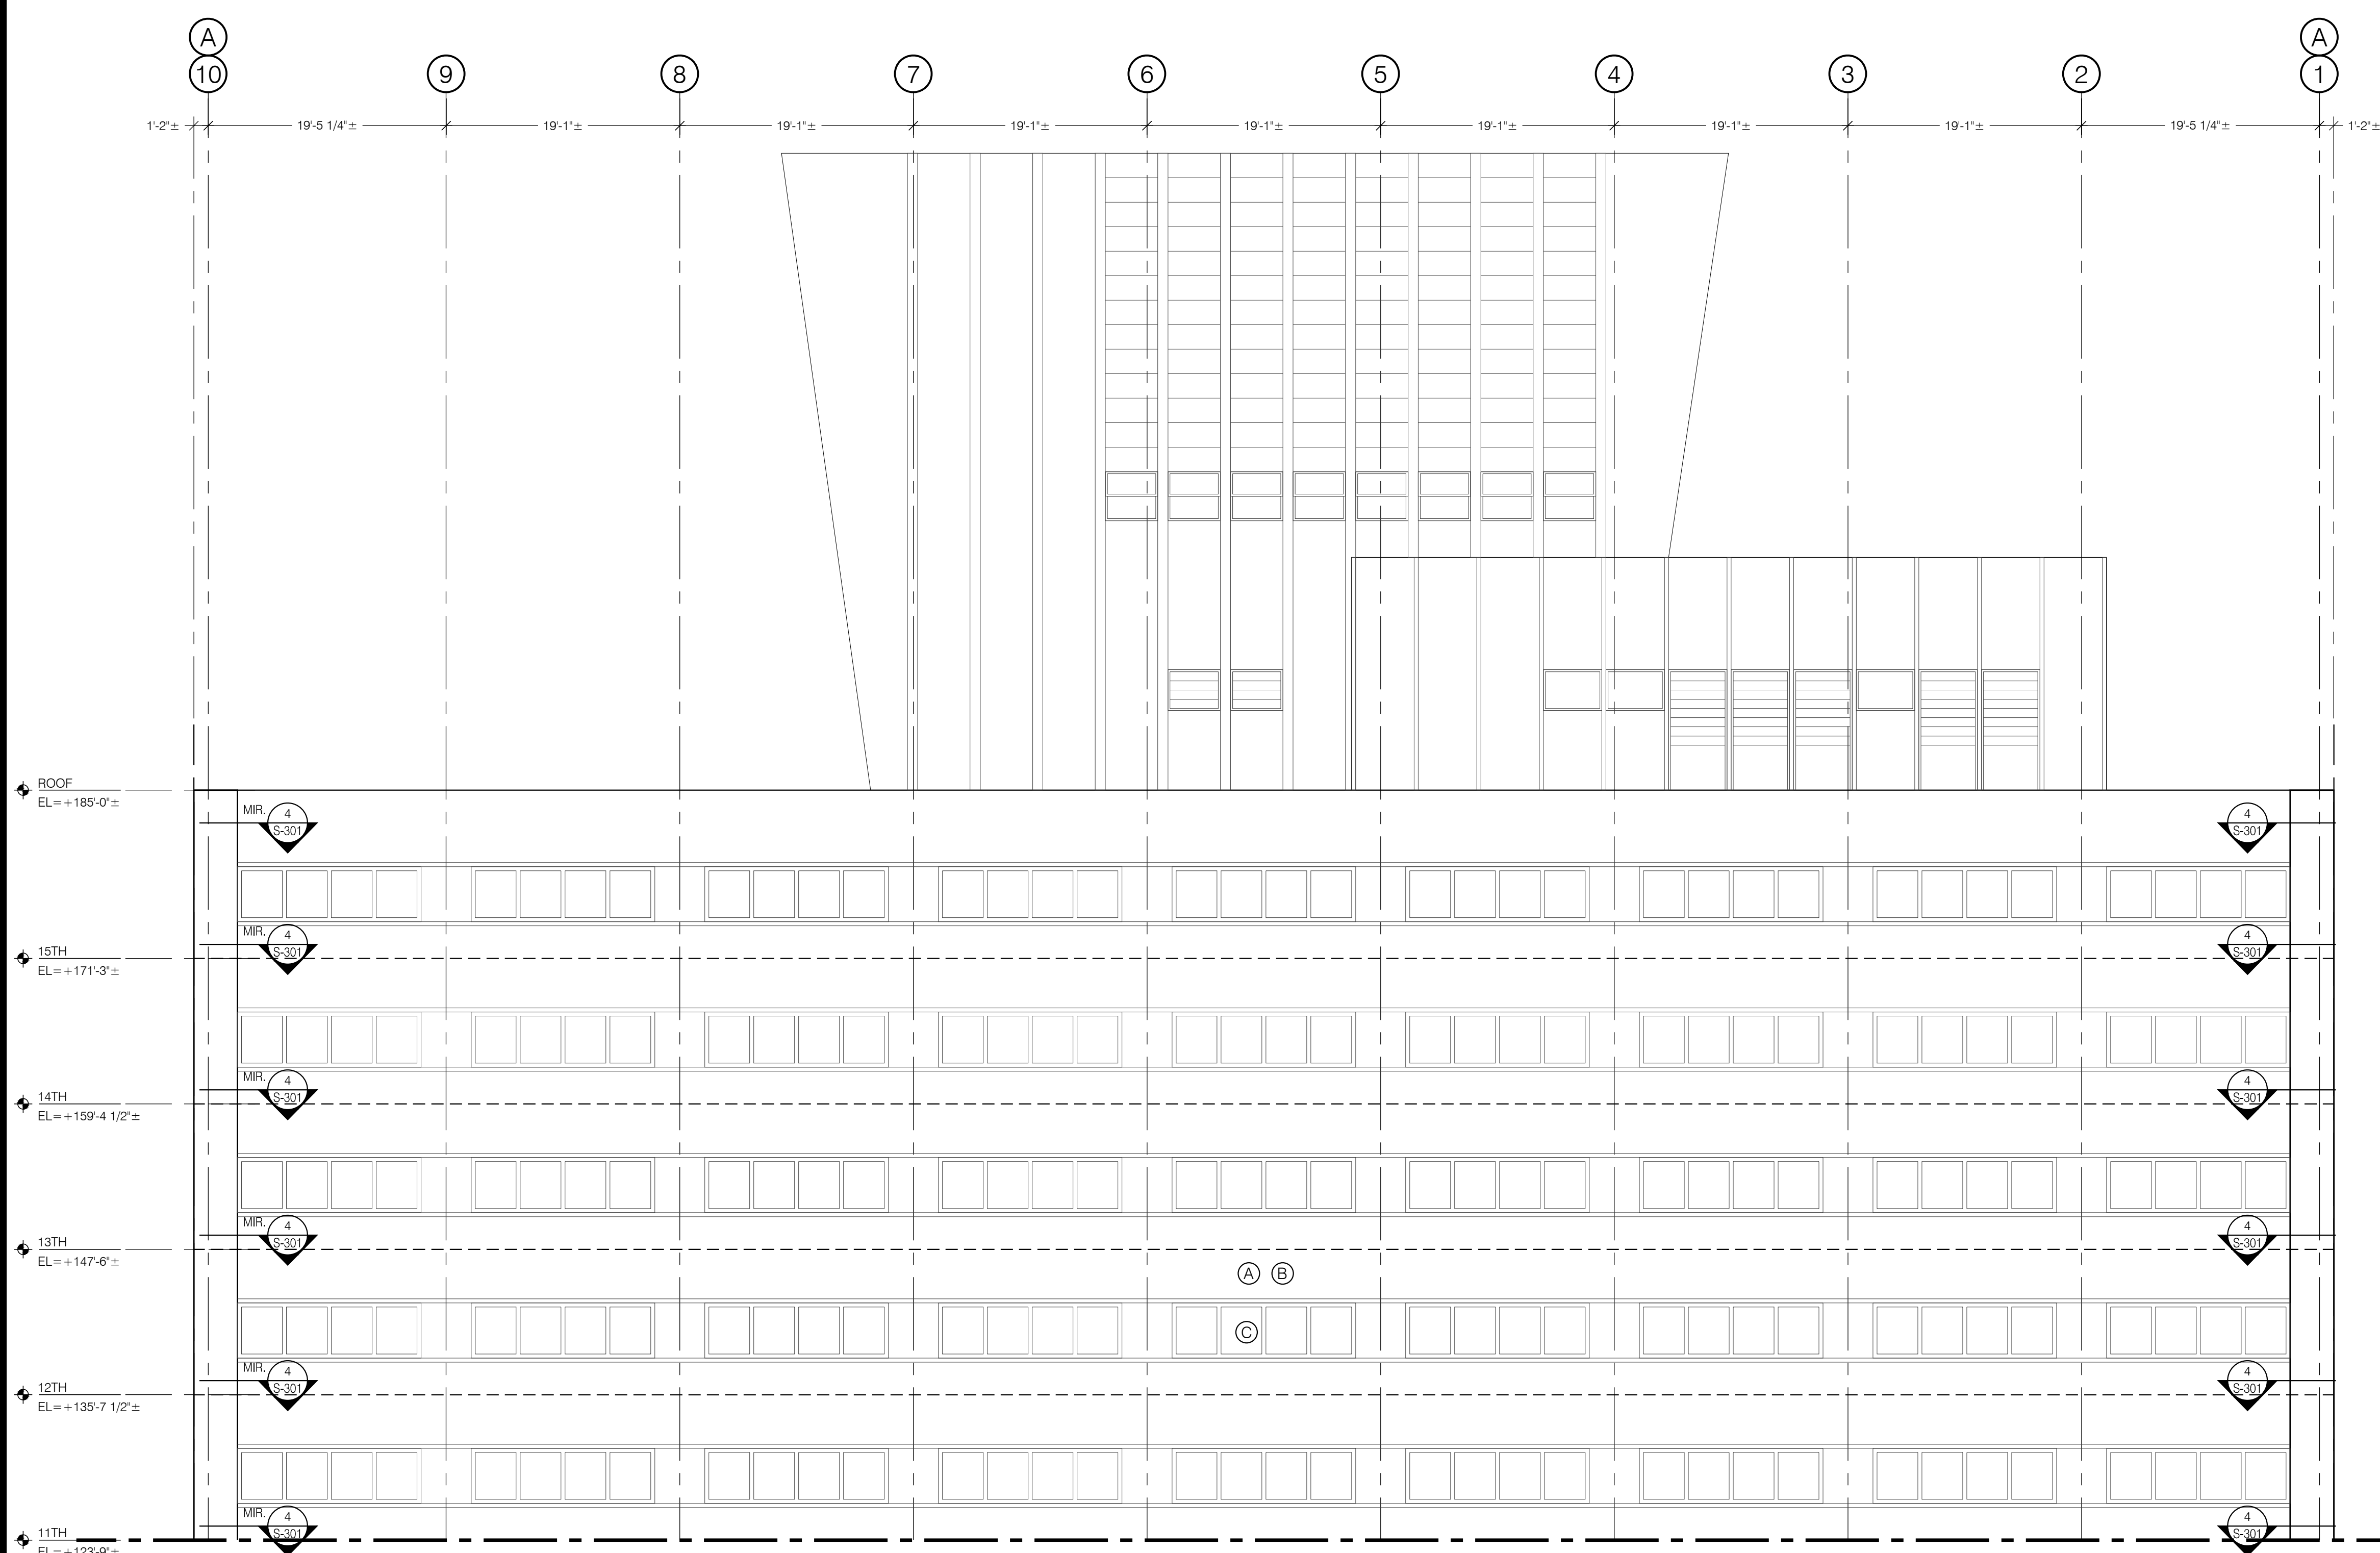 A A
10 9 8 7 6 5 4 3 2 1
1'-2"± 19'-5 1/4"± 19'-1"± 19'-1"± 19'-1"± 19'-1"± 19'-1"± 19'-1"± 19'-1"± 19'-5 1/4"± 1'-2"±
ROOF
EL=+185'-0"±
MIR. 4 4
S-301 S-301
MIR. 4 4
S-301 S-301
15TH
EL=+171'-3"±
MIR. 4 4
S-301 S-301
14TH
EL=+159'-4 1/2"±
MIR. 4 4
S-301 S-301
13TH
EL=+147'-6"±
A B
C
MIR. 4 4
S-301 S-301
12TH
EL=+135'-7 1/2"±
MIR. 4 4
S-301 S-301
11TH
EL=+123'-9"±